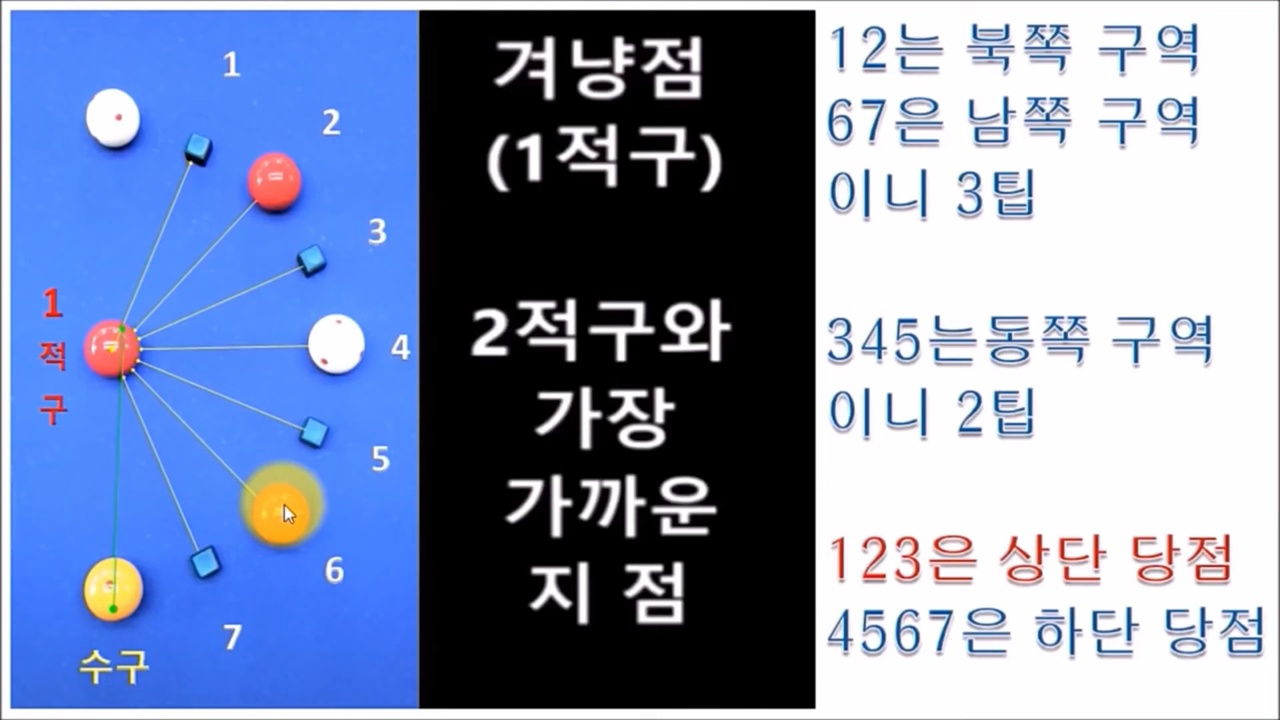 1
2
3
4
5
6
7
1
적
구
수구
겨냥점
(1적구)
2적구와
가장
가까운
지 점
12는 북쪽 구역
67은 남쪽 구역
이니 3팁
345는동쪽 구역
이니 2팁
123은 상단 당점
4567은 하단 당점